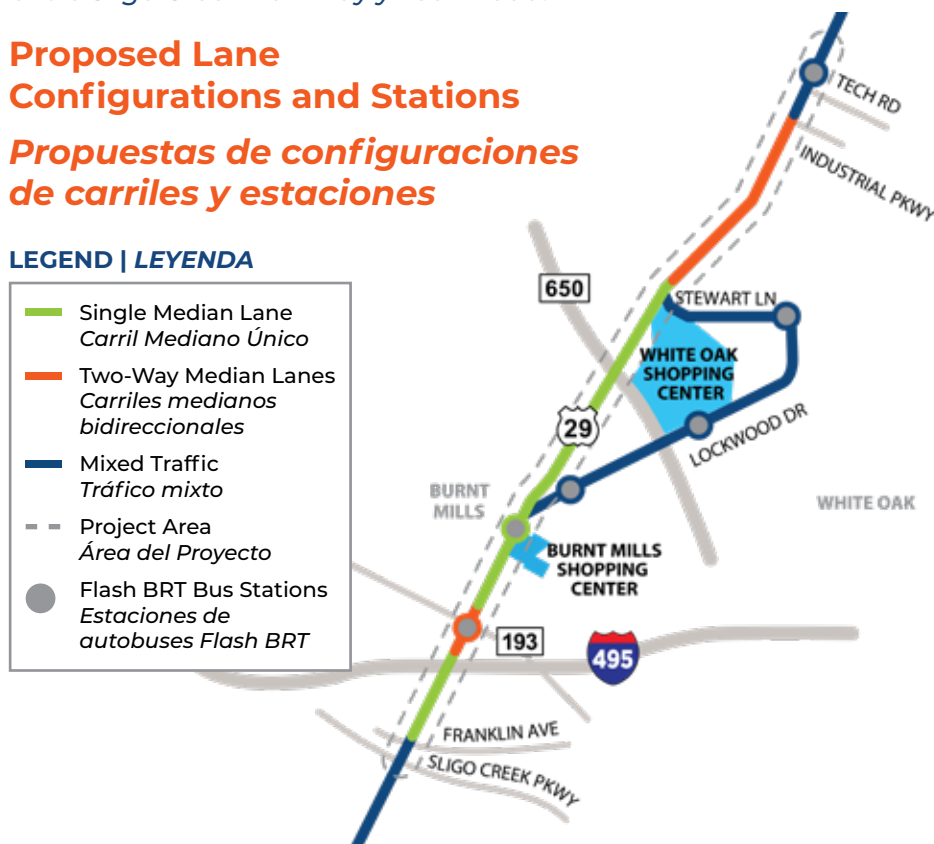 Proposed Lane
Configurations and Stations
Propuestas de configuraciones
de carriles y estaciones
LEGEND | LEYENDA
Single Median Lane
Carril Mediano Único
Two-Way Median Lanes
Carriles medianos
bidireccionales
Mixed Traffic
Tráfico mixto
Project Area
Área del Proyecto
Flash BRT Bus Stations
Estaciones de
autobuses Flash BRT
TECH RD
INDUSTRIAL PKWY
650
STEWART LN
WHITE OAK
SHOPPING
CENTER
29
LOCKWOOD DR
BURNT
MILLS
WHITE OAK
BURNT MILLS
SHOPPING
CENTER
193
495
FRANKLIN AVE
SLIGO CREEK PKWY